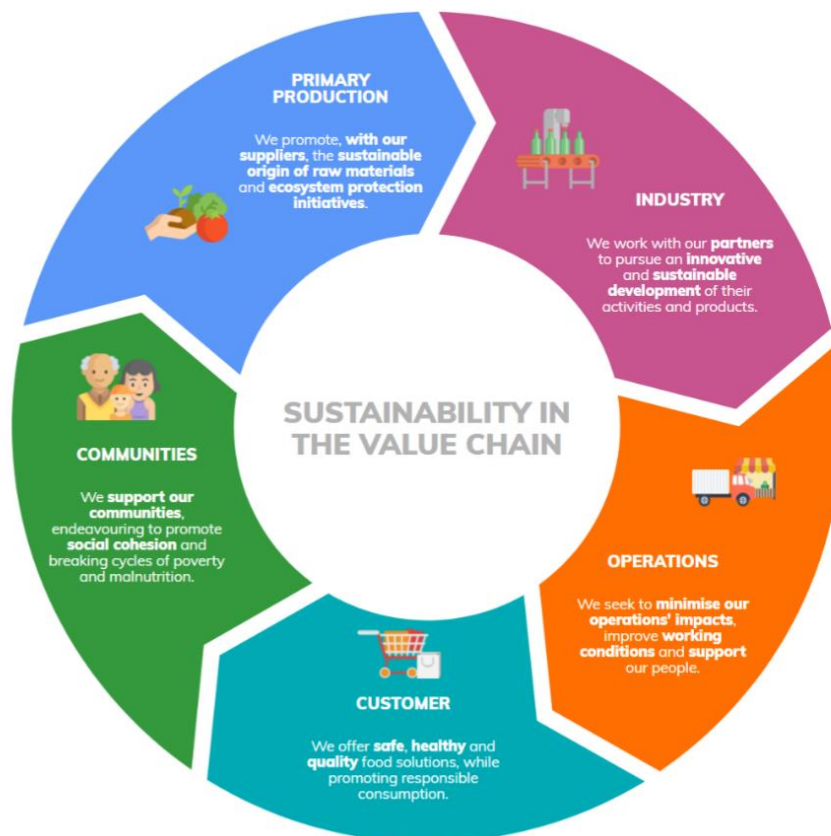 PRIMARY
PRODUCTION
We promote, with our
suppliers, the sustainable
origin of raw materials
and ecosystem protection
initiatives.
INDUSTRY
We work with our partners
to pursue an innovative
and sustainable
development of their
activities and products.
SUSTAINABILITY IN
THE VALUE CHAIN
OPERATIONS
We seek to minimise our
operations' impacts,
improve working
conditions and support
our people.
CUSTOMER
We offer safe, healthy and
quality food solutions, while
promoting responsible
consumption.
COMMUNITIES
We support our
communities,
endeavouring to promote
social cohesion and
breaking cycles of poverty
and malnutrition.